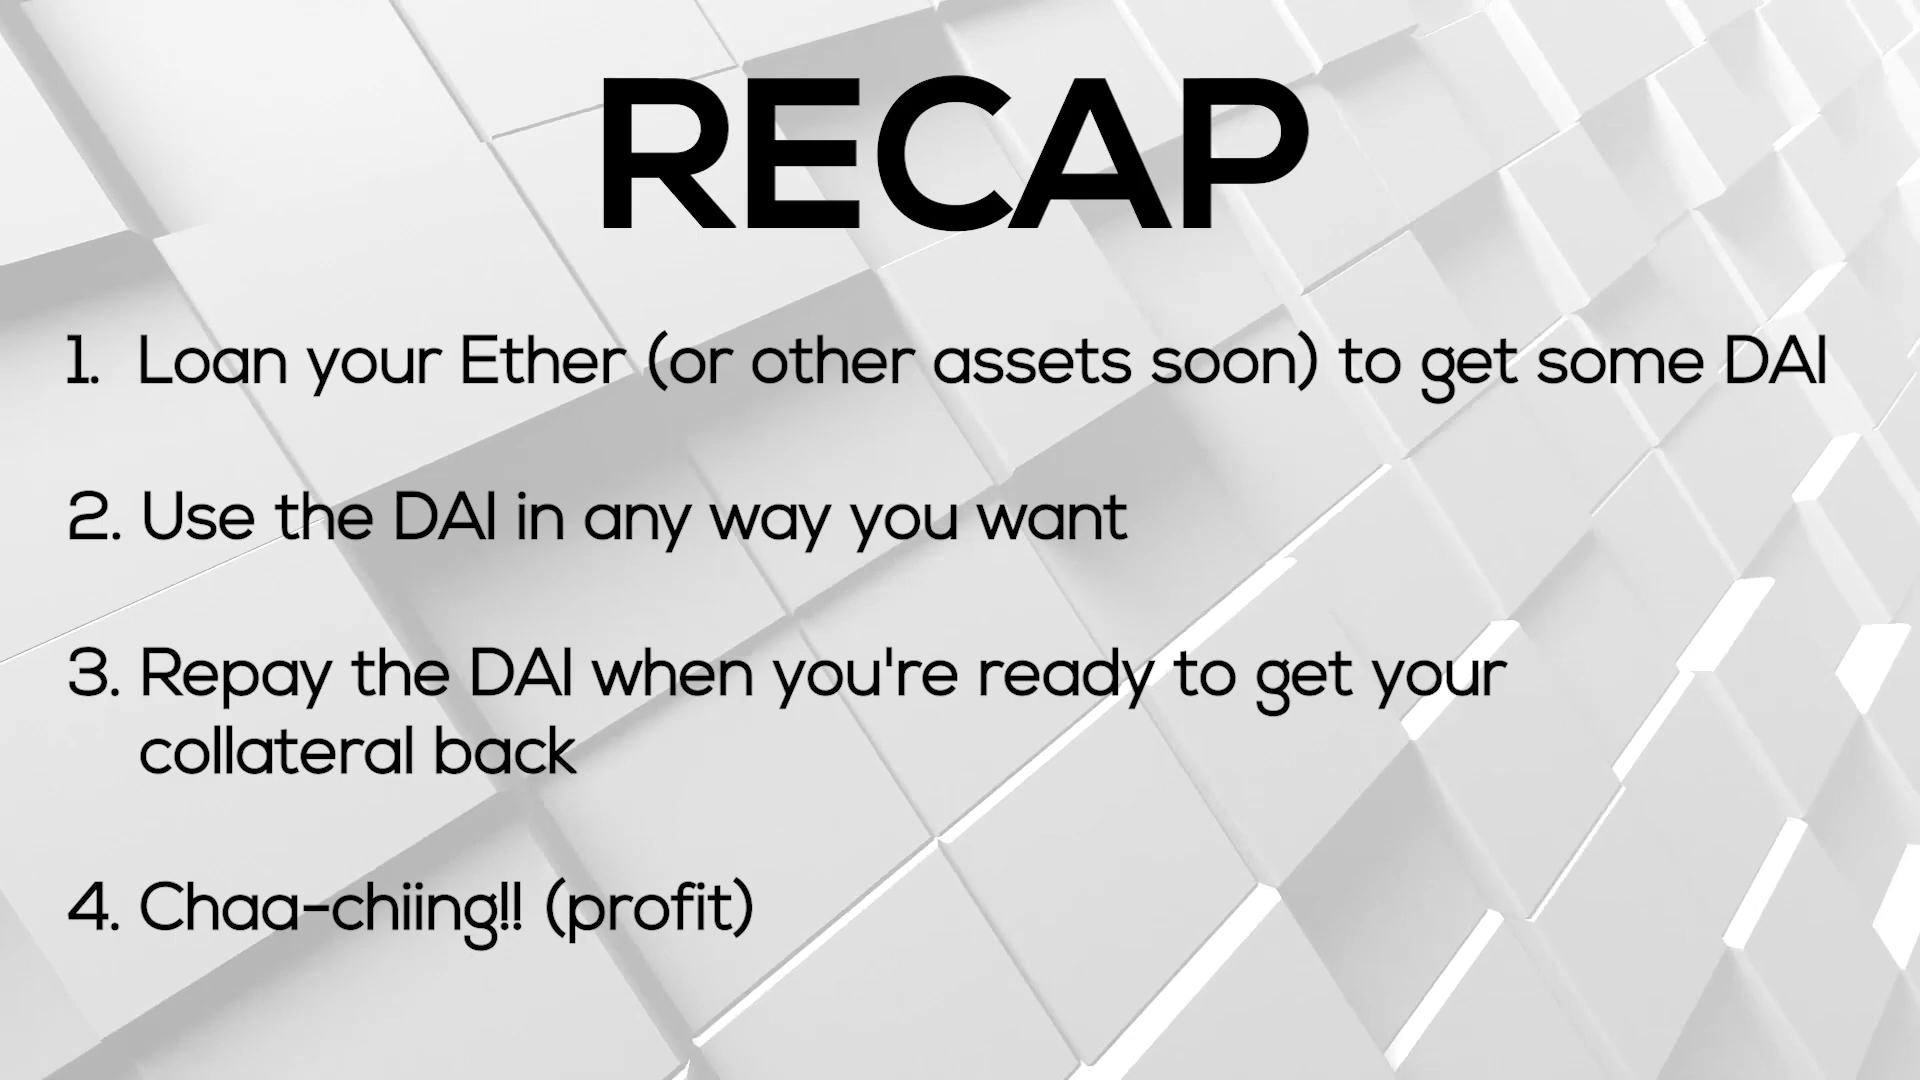 RECAP
1. Loan your Ether (or other assets soon) to get some DAI
2. Use the DAI in any way you want
3. Repay the DAI when you're ready to get your
collateral back
4. Chaa-chiing!! (profit)